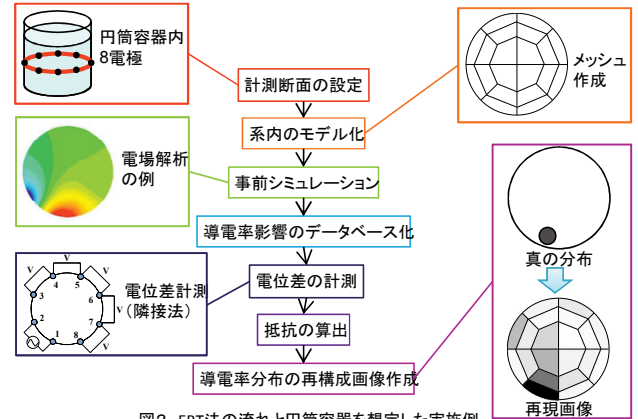 円筒容器内
8電極
計測断面の設定
メッシュ
作成
系内のモデル化
電場解析
の例
事前シミュレーション
導電率影響のデータベース化
真の分布
電位差計測
(隣接法)
V
V
V
V
V
4
5
3
6
2
7
1
8
電位差の計測
抵抗の算出
導電率分布の再構成画像作成
再現画像